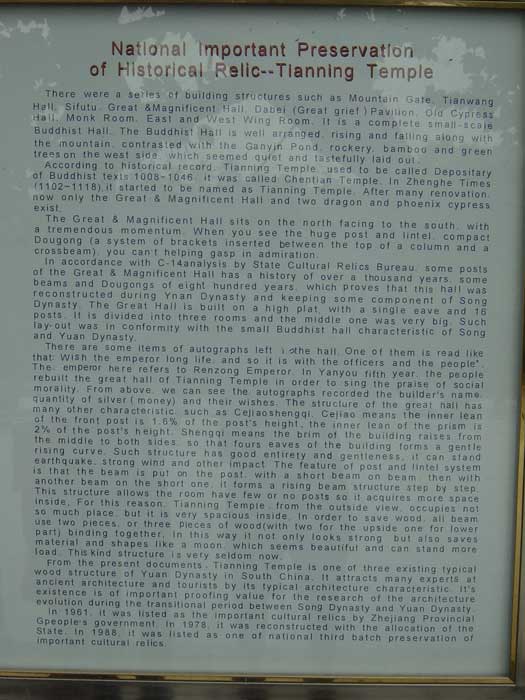 National Important Preservation
of Historical Relic--Tianning Temple
There were a series of building structures such as Mountain Gate, Tianwang
Hall, Sifutu, Great &Magnificent Hall, Dabei (Great grief) Pavilion, Old Cypress
Hall, Monk Room, East and West Wing Room. It is a complete small-scale
Buddhist Hall. The Buddhist Hall is well arranged, rising and falling along with
the mountain, contrasted with the Ganyin Pond, rockery, bamboo and green
trees on the west side, which seemed quiet and tastefully laid out.
According to historical record, Tianning Temple, used to be called Depositary
of Buddhist texts 1008-1046, it was called Chentian Temple. In Zhenghe Times
(1102-1118),it started to be named as Tianning Temple. After many renovation,
now only the Great & Magnificent Hall and two dragon and phoenix cypress
exist.
The Great & Magnificent Hall sits on the north facing to the south, with
a tremendous momentum. When you see the huge post and lintel, compact
Dougong (a system of brackets inserted between the top of a column and a
crossbeam), you can't helping gasp in admiration.
In accordance with C-14analysis by State Cultural Relics Bureau, some posts
of the Great & Magnificent Hall has a history of over a thousand years, some
beams and Dougongs of eight hundred years, which proves that this hall was
reconstructed during Ynan Dynasty and keeping some component of Song
Dynasty. The Great Hall is built on a high plat, with a single eave and 16
posts. It is divided into three rooms and the middle one was very big. Such
lay-out was in conformity with the small Buddhist hall characteristic of Song
and Yuan Dynasty.
There are some items of autographs left the hall. One of them is read like
that "Wish the emperor long life, and so it is with the officers and the people".
The emperor here refers to Renzong Emperor. In Yanyou fifth year, the people
rebuilt the great hall of Tianning Temple in order to sing the praise of social
morality. From above, we can see the autographs recorded the builder's name,
quantity of silver (money) and their wishes. The structure of the great hall has
many other characteristic, such as Cejiaoshengqi. Cejiao means the inner lean
of the front post is 1.6% of the post's height, the inner lean of the prism is
2% of the post's height. Shengqi means the brim of the building raises from
the middle to both sides, so that fours eaves of the building forms a gentle
rising curve. Such structure has good entirety and gentleness, it can stand
earthquake, strong wind and other impact. The feature of post and lintel system
is that the beam is put on the post, with a short beam on beam, then with
another beam on the short one, it forms a rising beam structure step by step.
This structure allows the room have few or no posts so it acquires more space
inside. For this reason, Tianning Temple, from the outside view, occupies not
so much place, but it is very spacious inside. In order to save wood, all beam
use two pieces, or three pieces of wood(with two for the upside one for lower
part) binding together. In this way it not only looks strong, but also saves
material and shapes like a moon, which seems beautiful and can stand more
load. This kind structure is very seldom now.
From the present documents, Tianning Temple is one of three existing typical
wood structure of Yuan Dynasty in South China. It attracts many experts of
ancient architecture and tourists by its typical architecture characteristic. It's
existence is of important proofing value for the research of the architecture
evolution during the transitional period between Song Dynasty and Yuan Dynasty.
In 1961, it was listed as the important cultural relics by Zhejiang Provincial
Gpeople's government. In 1978, it was reconstructed with the allocation of the
State. In 1988, it was listed as one of national third batch preservation of
important cultural relics.